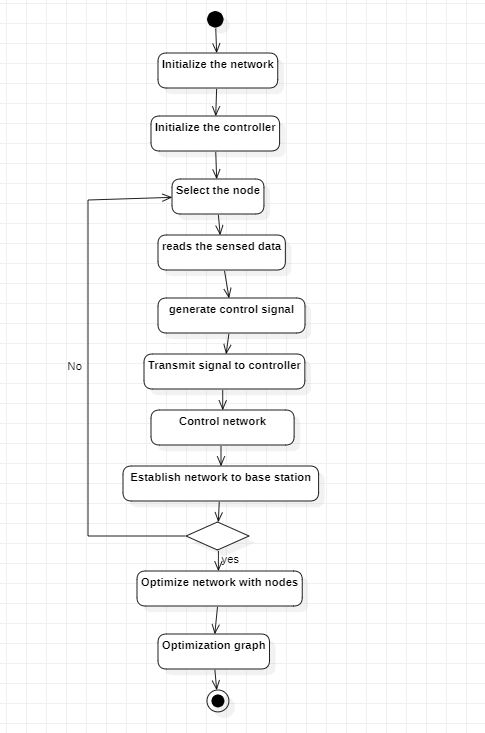 Initialize the network
Initialize the controller
Select the node
reads the sensed data
generate control signal
No
Transmit signal to controller
Control network
Establish network to base station
yes
Optimize network with nodes
Optimization graph